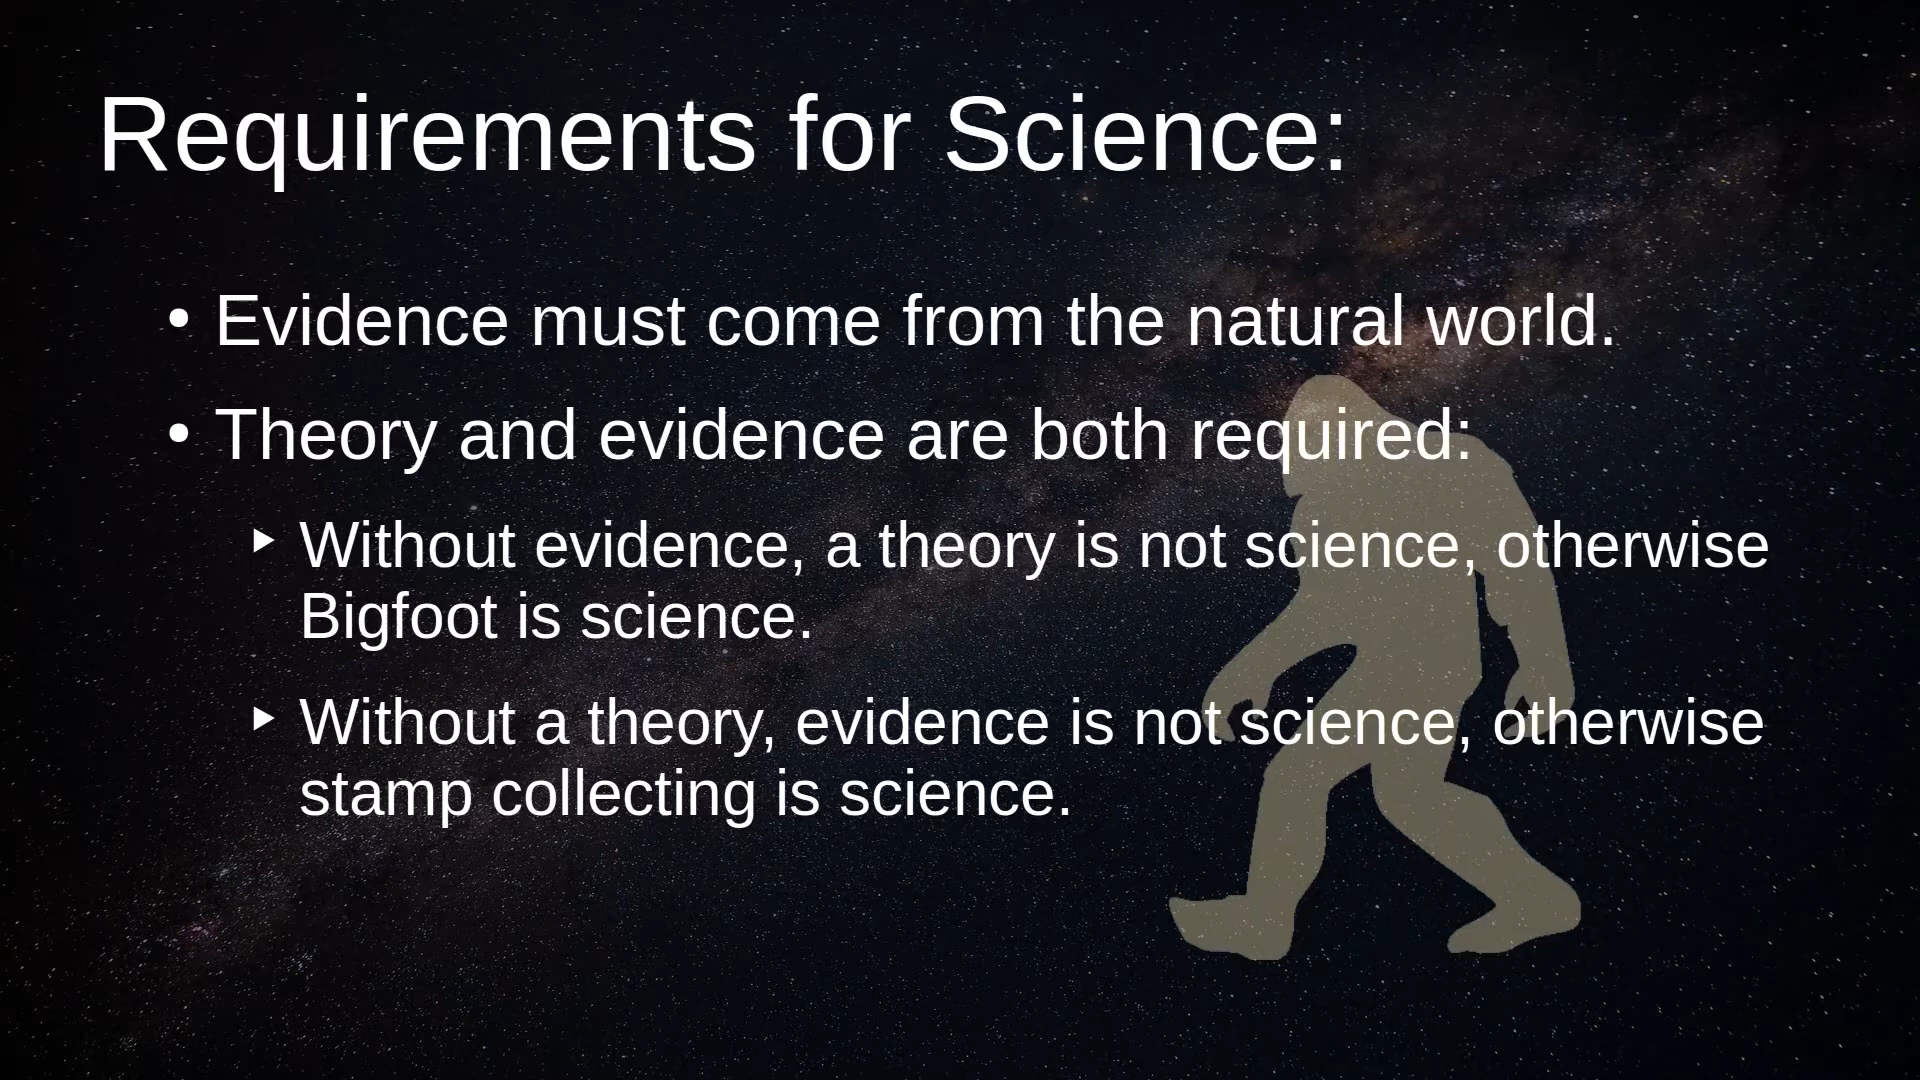 Requirements for Science:
• Evidence must come from the natural world.
• Theory and evidence are both required:
▸ Without evidence, a theory is not science, otherwise
Bigfoot is science.
▸ Without a theory, evidence is not science, otherwise
stamp collecting is science.